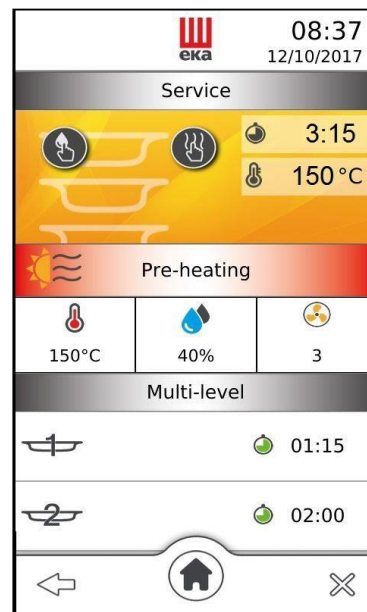 08:37
eka
12/10/2017
Service
3:15
150 °C
Pre-heating
150°C 40% 3
Multi-level
1 01:15
2 02:00